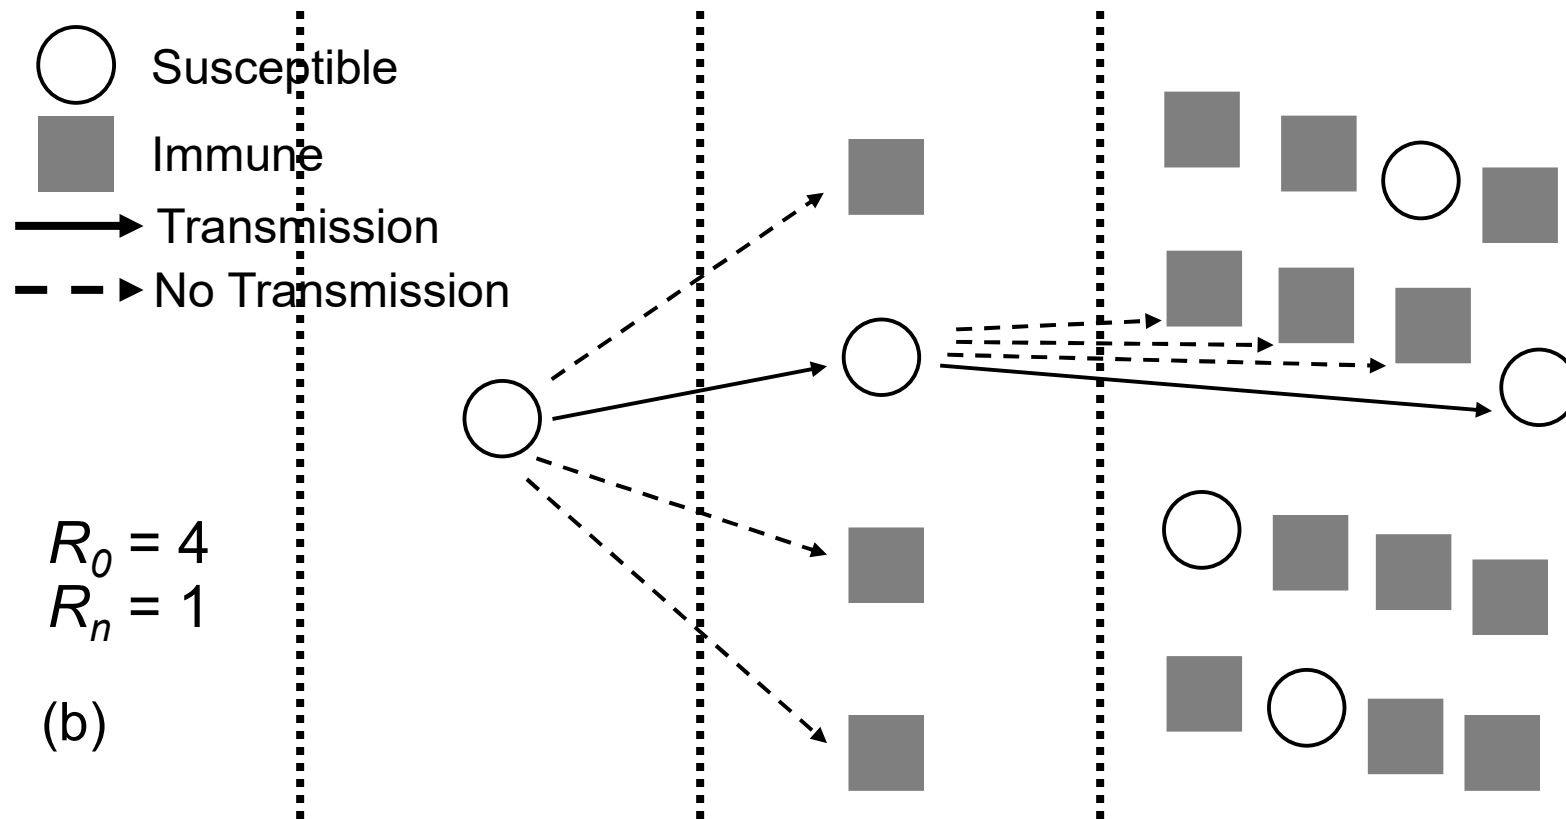 Susceptible
Immune
Transmission
No Transmission
R₀ = 4
Rₙ = 1
(b)